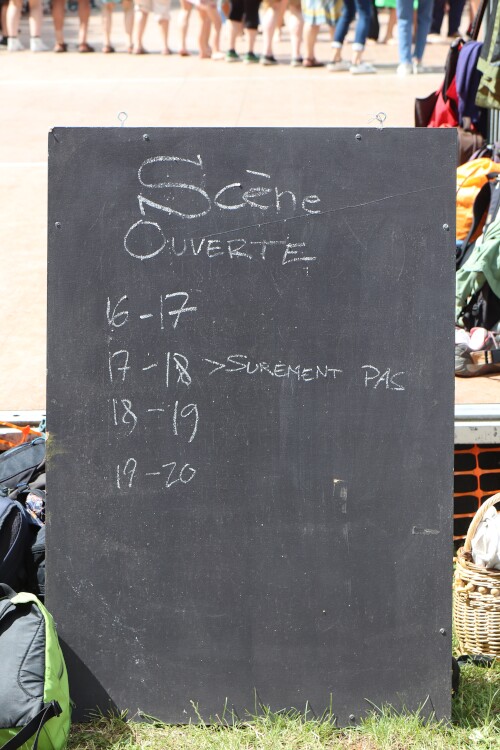 Scène
OUVERTE
16-17
17-18 >SUREMENT PAS
18-19
19-20